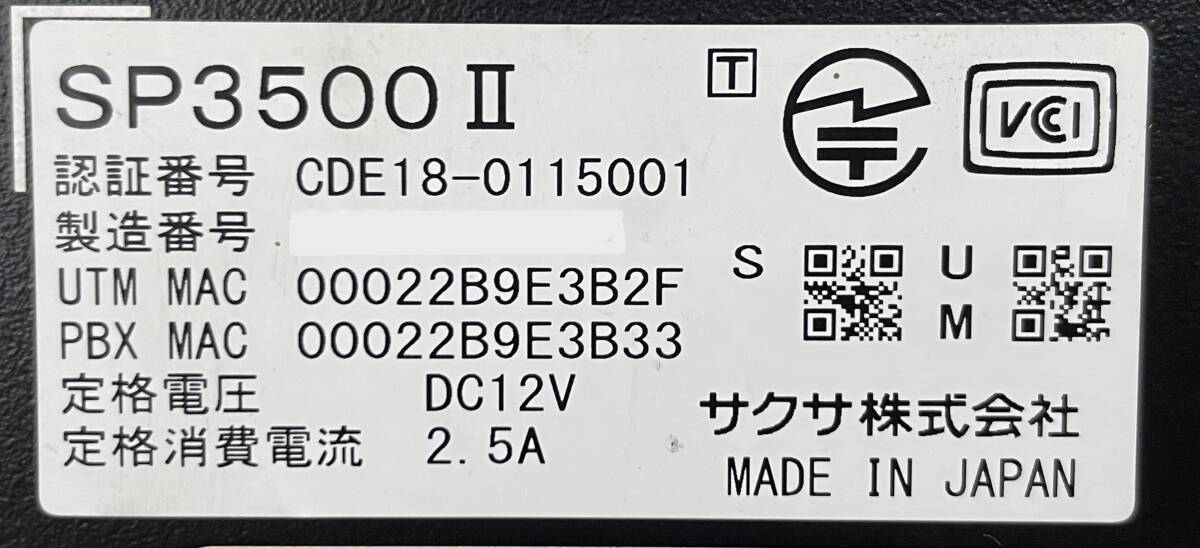 SP3500Ⅱ
T
VCCI
認証番号 CDE18-0115001
製造番号
UTM MAC 00022B9E3B2F
PBX MAC 00022B9E3B33
定格電圧 DC12V
定格消費電流 2.5A
S
U
M
サクサ株式会社
MADE IN JAPAN